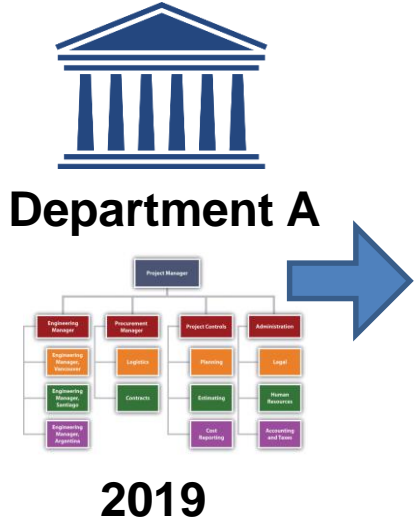 Department A
Project Manager
Engineering
Manager
Procurement
Manager
Project Controls
Administration
Engineering
Manager,
Vancouver
Logistics
Planning
Legal
Engineering
Manager,
Santiago
Contracts
Estimating
Human
Resources
Engineering
Manager,
Argentina
Cost
Reporting
Accounting
and Taxes
2019